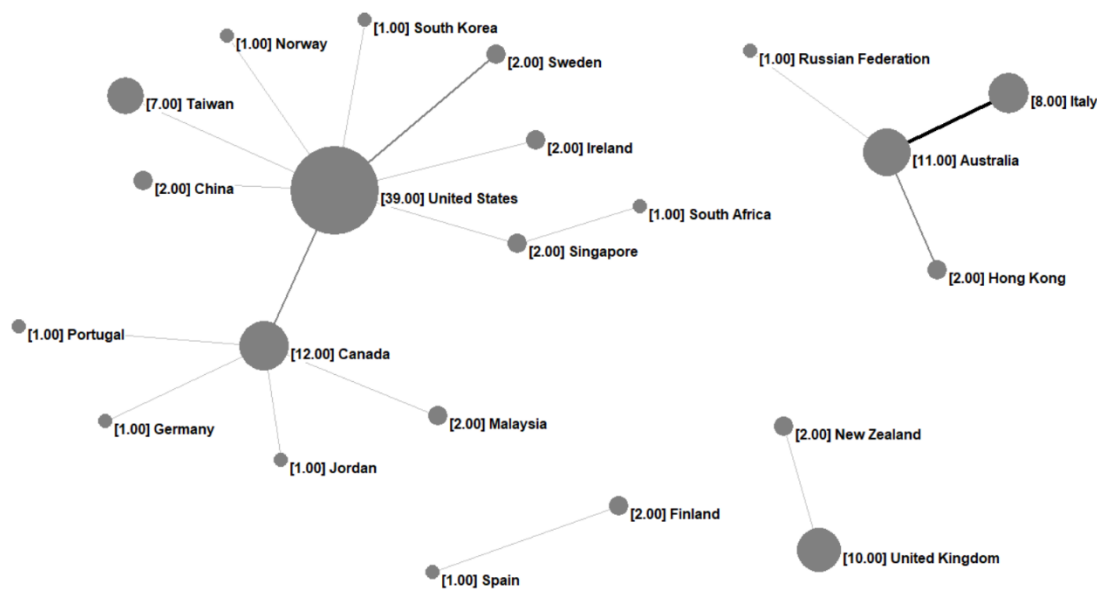 [1.00] South Korea
[1.00] Norway
[2.00] Sweden
[1.00] Russian Federation
[7.00] Taiwan
[8.00] Italy
[2.00] Ireland
[11.00] Australia
[2.00] China
[39.00] United States
[1.00] South Africa
[2.00] Singapore
[2.00] Hong Kong
[1.00] Portugal
[12.00] Canada
[2.00] Malaysia
[1.00] Germany
[2.00] New Zealand
[1.00] Jordan
[2.00] Finland
[10.00] United Kingdom
[1.00] Spain